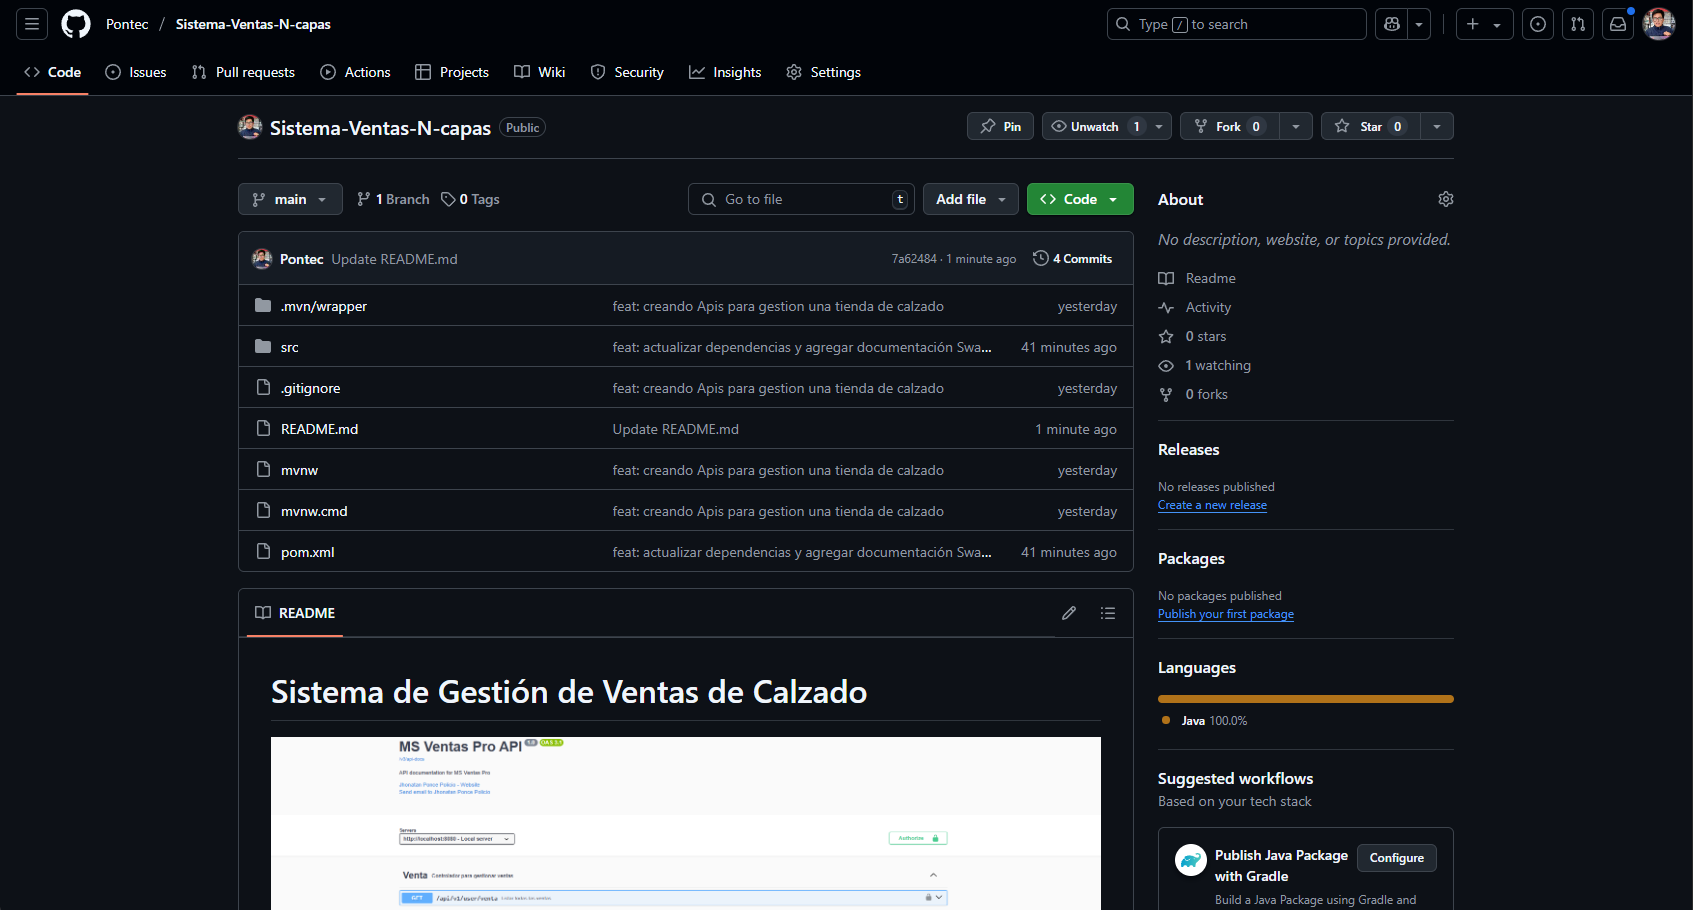 Pontec / Sistema-Ventas-N-capas
Type / to search
Code Issues Pull requests Actions Projects Wiki Security Insights Settings
Sistema-Ventas-N-capas Public
Pin Unwatch 1 Fork 0 Star 0
main 1 Branch 0 Tags Go to file t Add file Code
Pontec Update README.md 7a62484 · 1 minute ago 4 Commits
.mvn/wrapper feat: creando Apis para gestion una tienda de calzado yesterday
src feat: actualizar dependencias y agregar documentación Swa... 41 minutes ago
.gitignore feat: creando Apis para gestion una tienda de calzado yesterday
README.md Update README.md 1 minute ago
mvnw feat: creando Apis para gestion una tienda de calzado yesterday
mvnw.cmd feat: creando Apis para gestion una tienda de calzado yesterday
pom.xml feat: actualizar dependencias y agregar documentación Swa... 41 minutes ago
README
Sistema de Gestión de Ventas de Calzado
MS Ventas Pro API
API documentation for MS Ventas Pro
Jhonatan Ponce Policio - Website
Send email to Jhonatan Ponce Policio
Servers
http://localhost:8080 - Local server
Authorize
Venta Controlador para gestionar ventas
GET /api/v1/user/venta
About
No description, website, or topics provided.
Readme
Activity
0 stars
1 watching
0 forks
Releases
No releases published
Create a new release
Packages
No packages published
Publish your first package
Languages
Java 100.0%
Suggested workflows
Based on your tech stack
Publish Java Package Configure
with Gradle
Build a Java Package using Gradle and